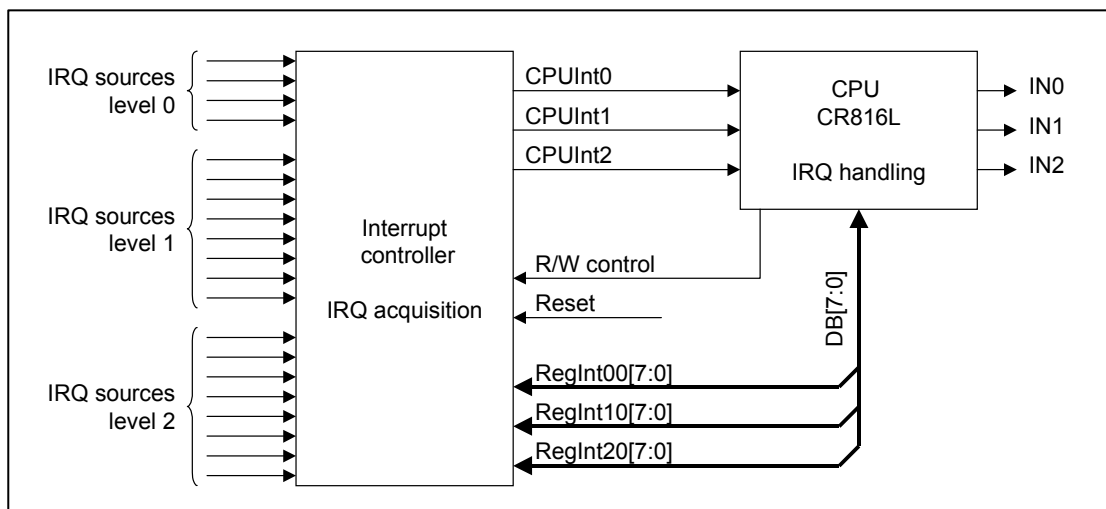 IRQ sources
level 0
IRQ sources
level 1
IRQ sources
level 2
Interrupt
controller
IRQ acquisition
CPUInt0
CPUInt1
CPUInt2
R/W control
Reset
RegInt00[7:0]
RegInt10[7:0]
RegInt20[7:0]
CPU
CR816L
IRQ handling
IN0
IN1
IN2
DB[7:0]